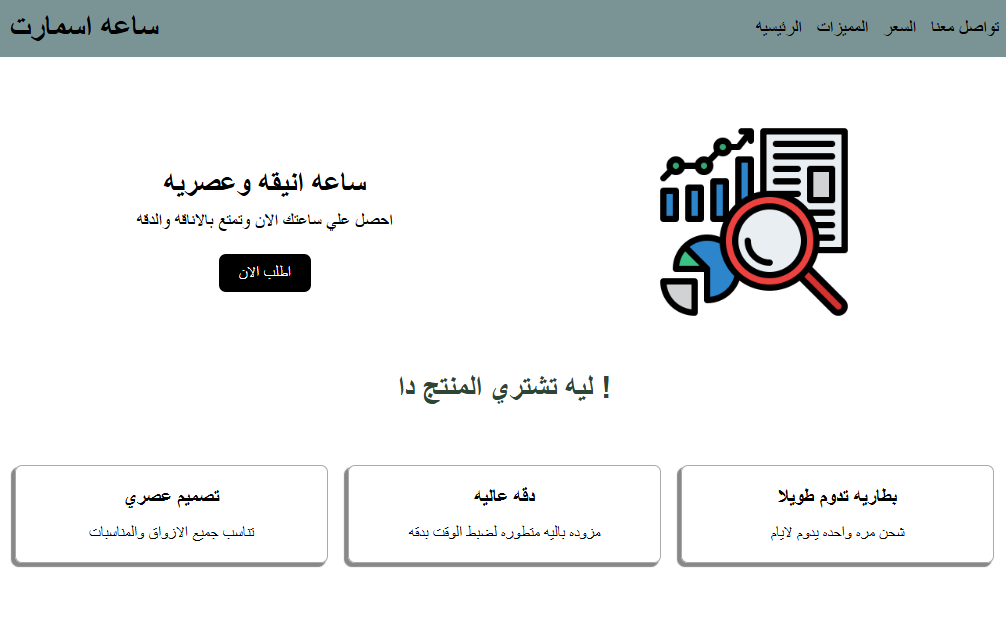 ساعه اسمارت
الرئيسيه المميزات السعر تواصل معنا
ساعه انيقه وعصريه
احصل علي ساعتك الان وتمتع بالاناقه والدقه
اطلب الان
ليه تشتري المنتج دا !
تصميم عصري
تناسب جميع الازواق والمناسبات
دقه عاليه
مزوده باليه متطوره لضبط الوقت بدقه
بطاريه تدوم طويلا
شحن مره واحده يدوم لايام